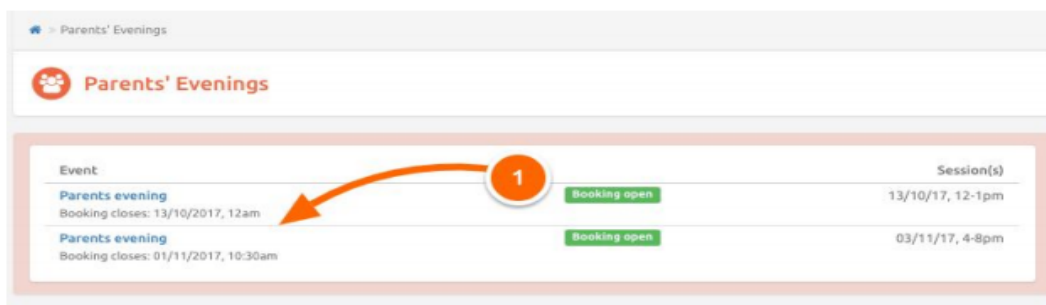 > Parents' Evenings
Parents' Evenings
Event Session(s)
1
Parents evening Booking open 13/10/17, 12-1pm
Booking closes: 13/10/2017, 12am
Parents evening Booking open 03/11/17, 4-8pm
Booking closes: 01/11/2017, 10:30am